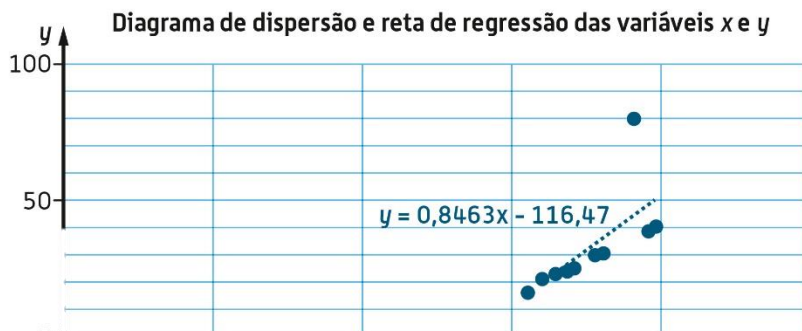 Diagrama de dispersão e reta de regressão das variáveis x e y
y
100
50
y = 0,8463x – 116,47